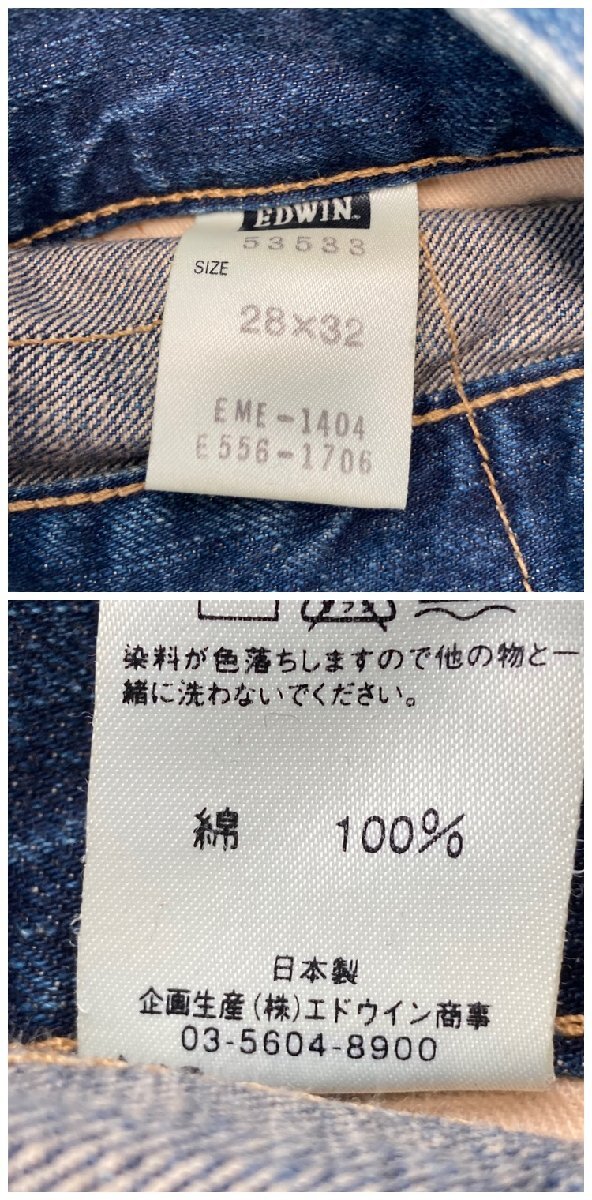 EDWIN
53533
SIZE
28×32
EME-1404
E556-1706
染料が色落ちしますので他の物と一
緒に洗わないでください。
綿 100%
日本製
企画生産(株)エドウイン商事
03-5604-8900